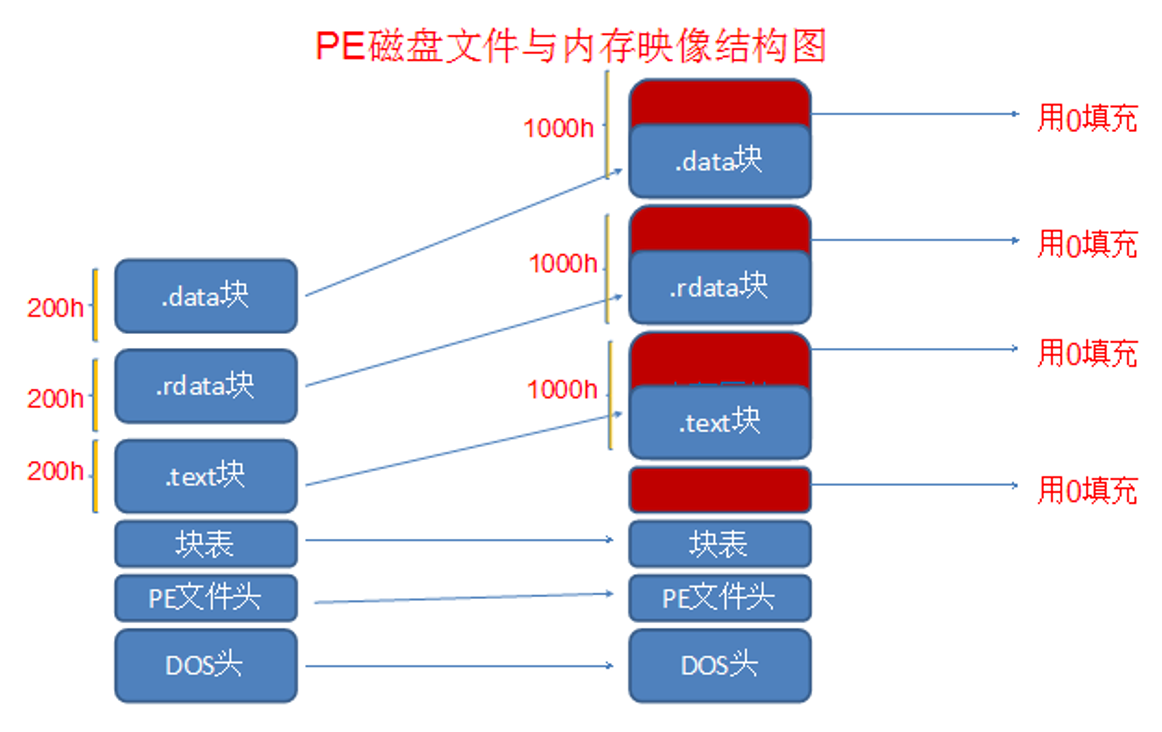 PE磁盘文件与内存映像结构图
1000h
用0填充
.data块
1000h
用0填充
.rdata块
200h
.data块
1000h
用0填充
200h
.rdata块
.text块
200h
.text块
用0填充
块表
块表
PE文件头
PE文件头
DOS头
DOS头